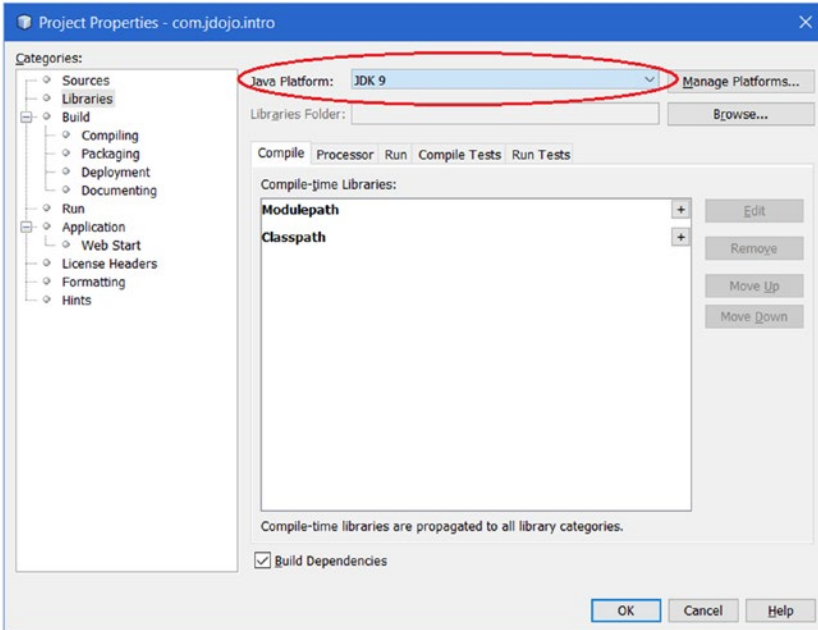 Project Properties - com.jdojo.intro
Categories:
Sources
Libraries
Build
Compiling
Packaging
Deployment
Documenting
Run
Application
Web Start
License Headers
Formatting
Hints
Java Platform: JDK 9 Manage Platforms...
Libraries Folder: Browse...
Compile Processor Run Compile Tests Run Tests
Compile-time Libraries:
Modulepath + Edit
Classpath + Remove
Move Up
Move Down
Compile-time libraries are propagated to all library categories.
Build Dependencies
OK Cancel Help